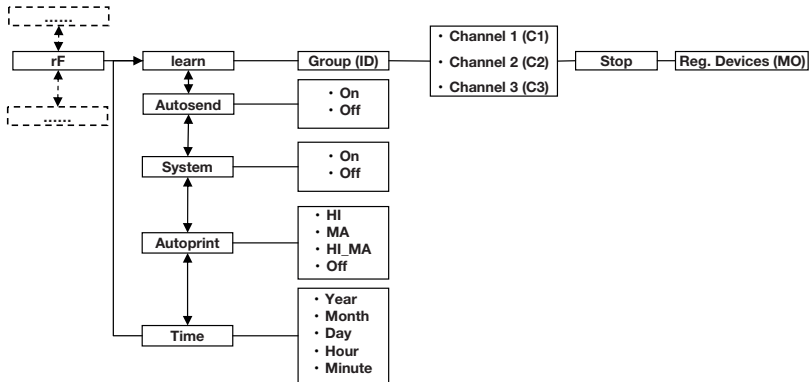 ......
rF
......
learn
Group (ID)
· Channel 1 (C1)
· Channel 2 (C2)
· Channel 3 (C3)
Stop
Reg. Devices (MO)
Autosend
· On
· Off
System
· On
· Off
Autoprint
· HI
· MA
· HI_MA
· Off
Time
· Year
· Month
· Day
· Hour
· Minute